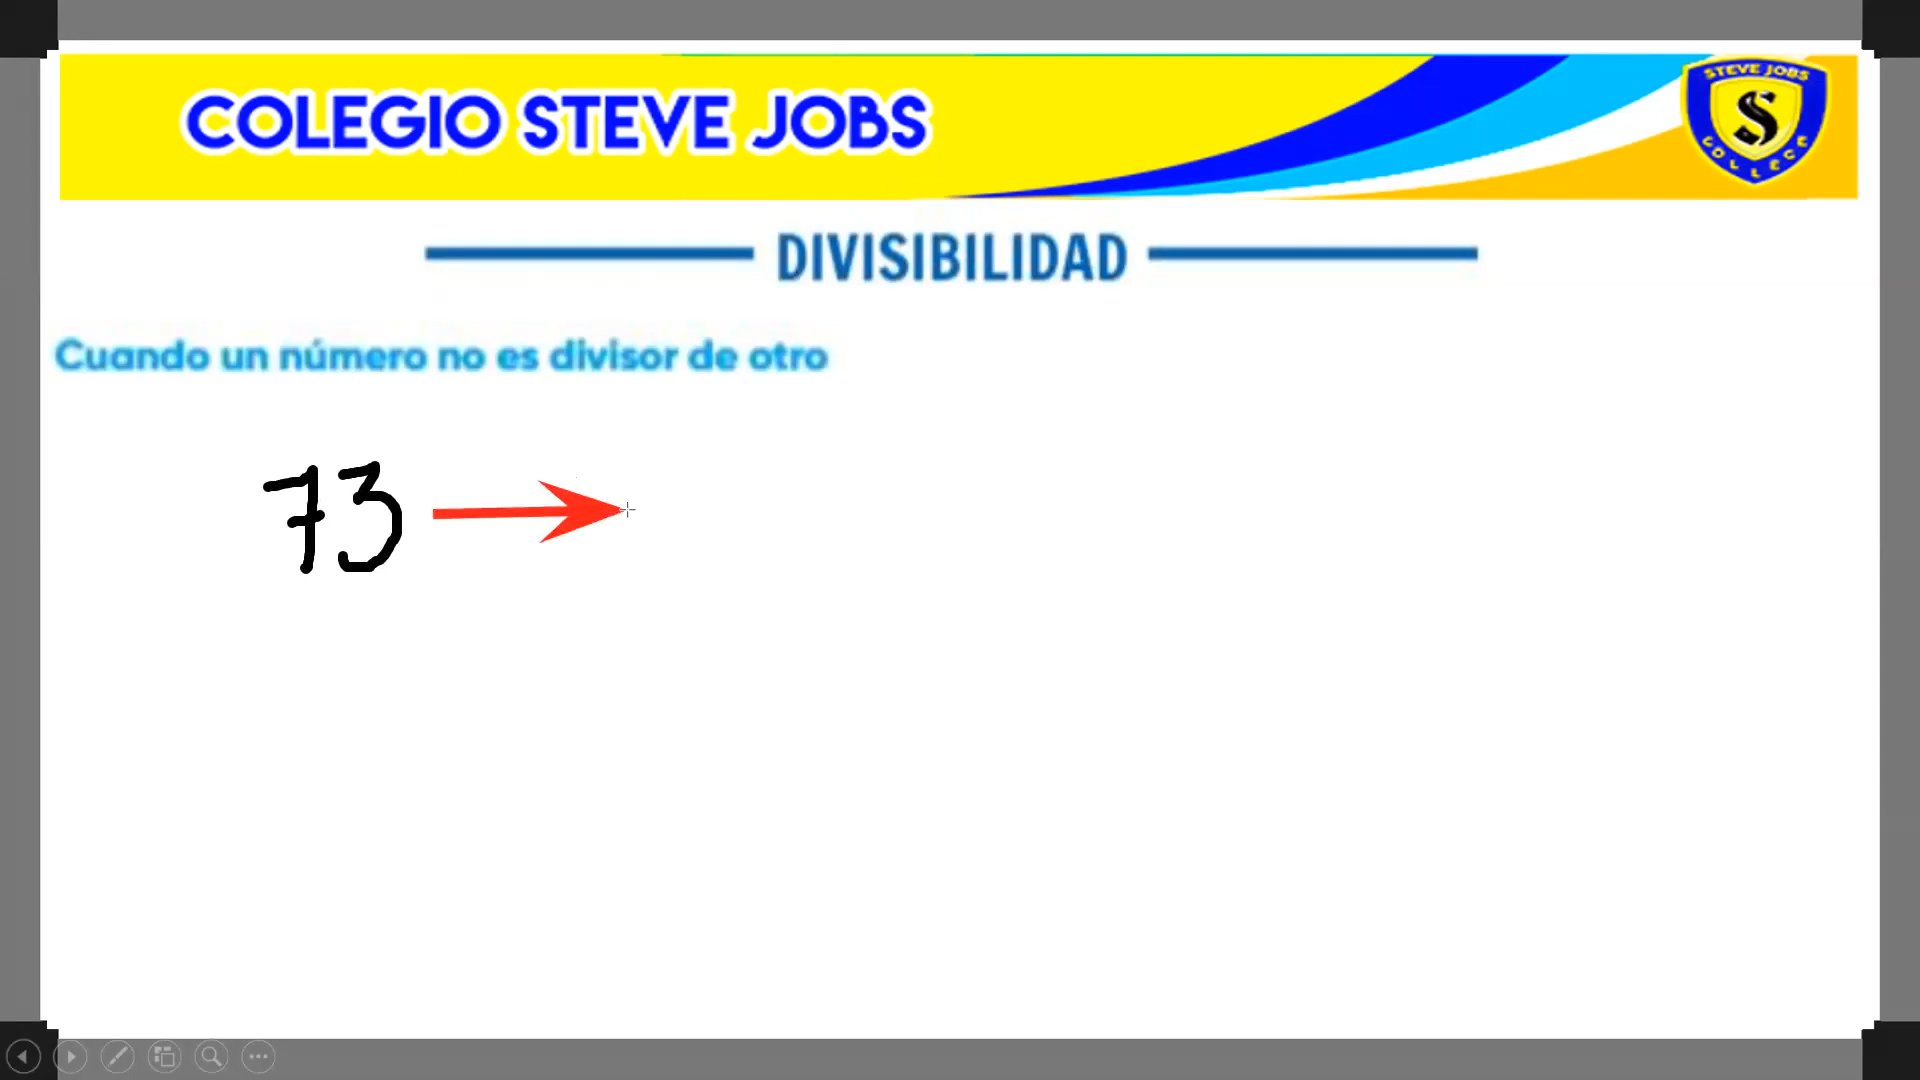 COLEGIO STEVE JOBS
STEVE JOBS
S
COLLEGE
DIVISIBILIDAD
Cuando un número no es divisor de otro
73